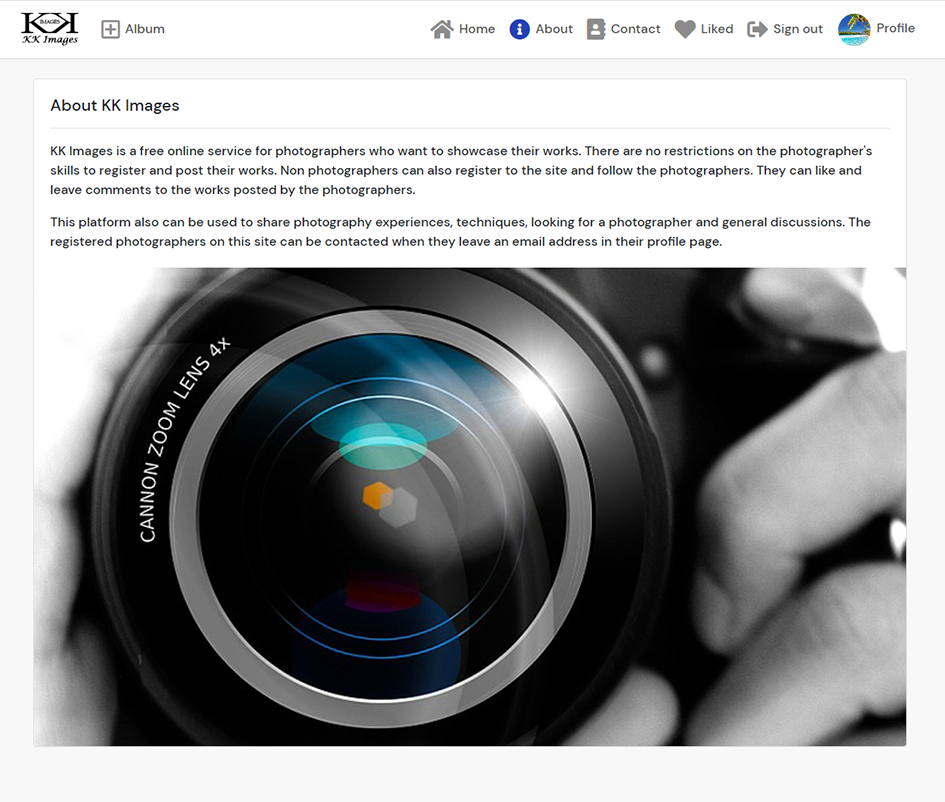 IMAGES
KK Images
Album
Home
About
Contact
Liked
Sign out
Profile
About KK Images
KK Images is a free online service for photographers who want to showcase their works. There are no restrictions on the photographer's
skills to register and post their works. Non photographers can also register to the site and follow the photographers. They can like and
leave comments to the works posted by the photographers.
This platform also can be used to share photography experiences, techniques, looking for a photographer and general discussions. The
registered photographers on this site can be contacted when they leave an email address in their profile page.
CANNON ZOOM LENS 4x